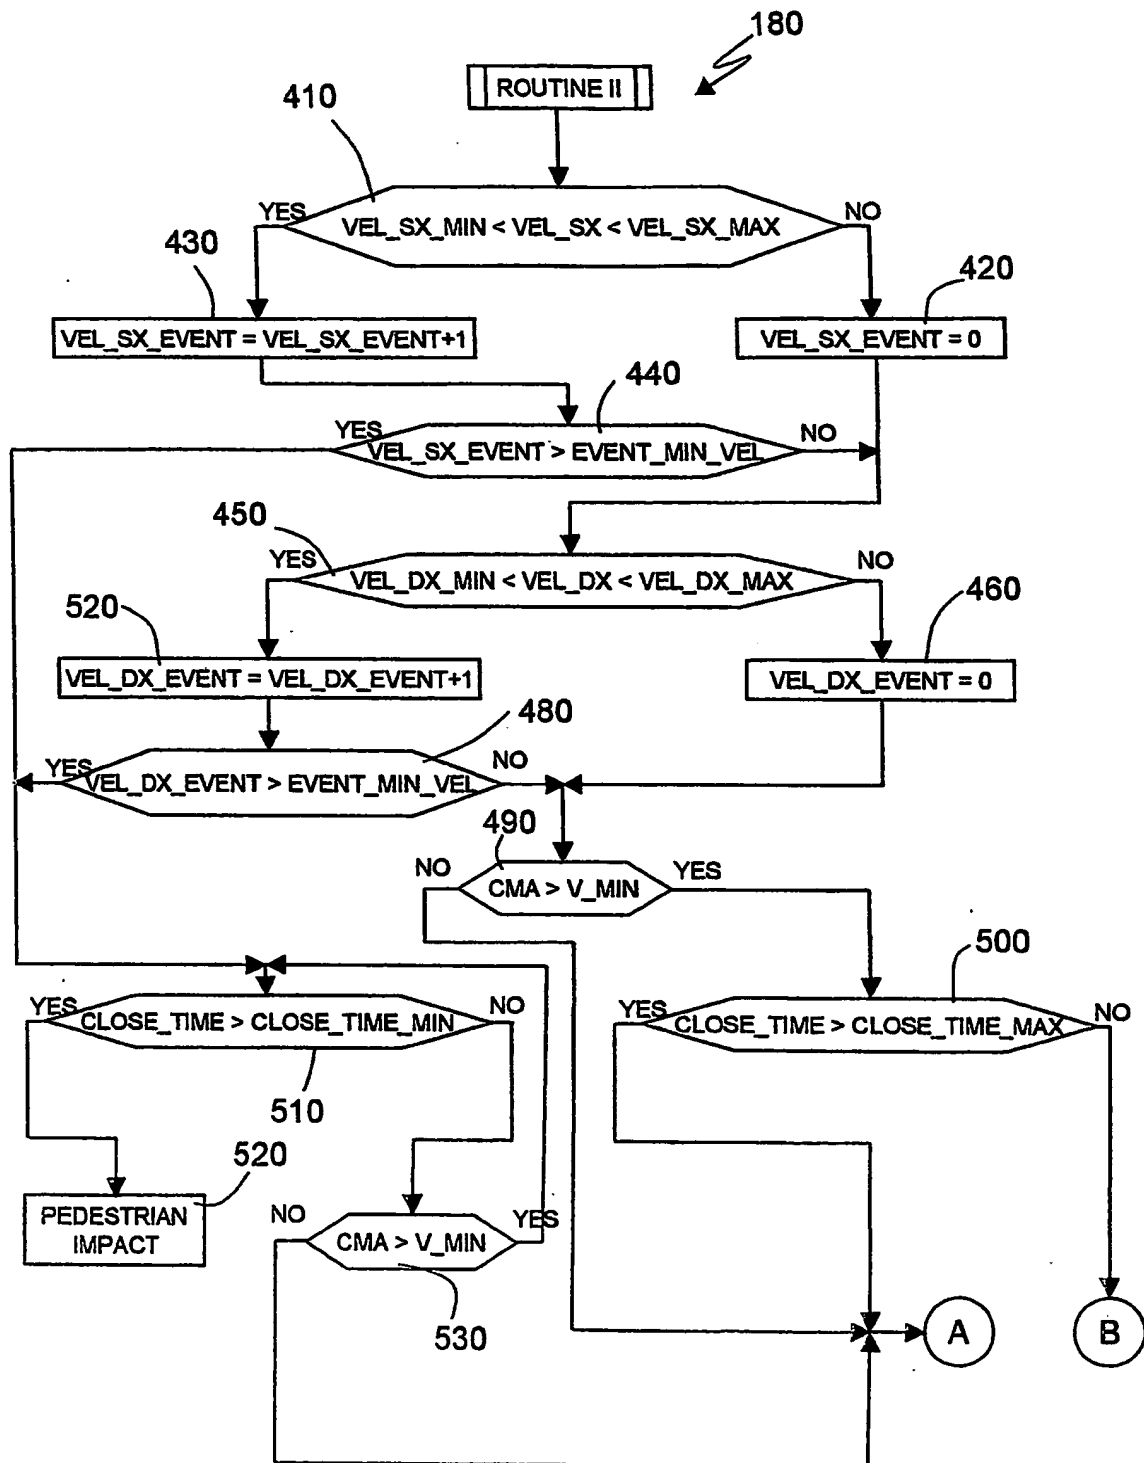 180
ROUTINE II
410
YES
VEL_SX_MIN < VEL_SX < VEL_SX_MAX
NO
430
420
VEL_SX_EVENT = VEL_SX_EVENT+1
VEL_SX_EVENT = 0
440
YES
VEL_SX_EVENT > EVENT_MIN_VEL
NO
450
YES
VEL_DX_MIN < VEL_DX < VEL_DX_MAX
NO
520
460
VEL_DX_EVENT = VEL_DX_EVENT+1
VEL_DX_EVENT = 0
480
YES
VEL_DX_EVENT > EVENT_MIN_VEL
NO
490
NO
CMA > V_MIN
YES
500
YES
CLOSE_TIME > CLOSE_TIME_MIN
NO
YES
CLOSE_TIME > CLOSE_TIME_MAX
NO
510
520
PEDESTRIAN
IMPACT
NO
CMA > V_MIN
YES
530
A
B